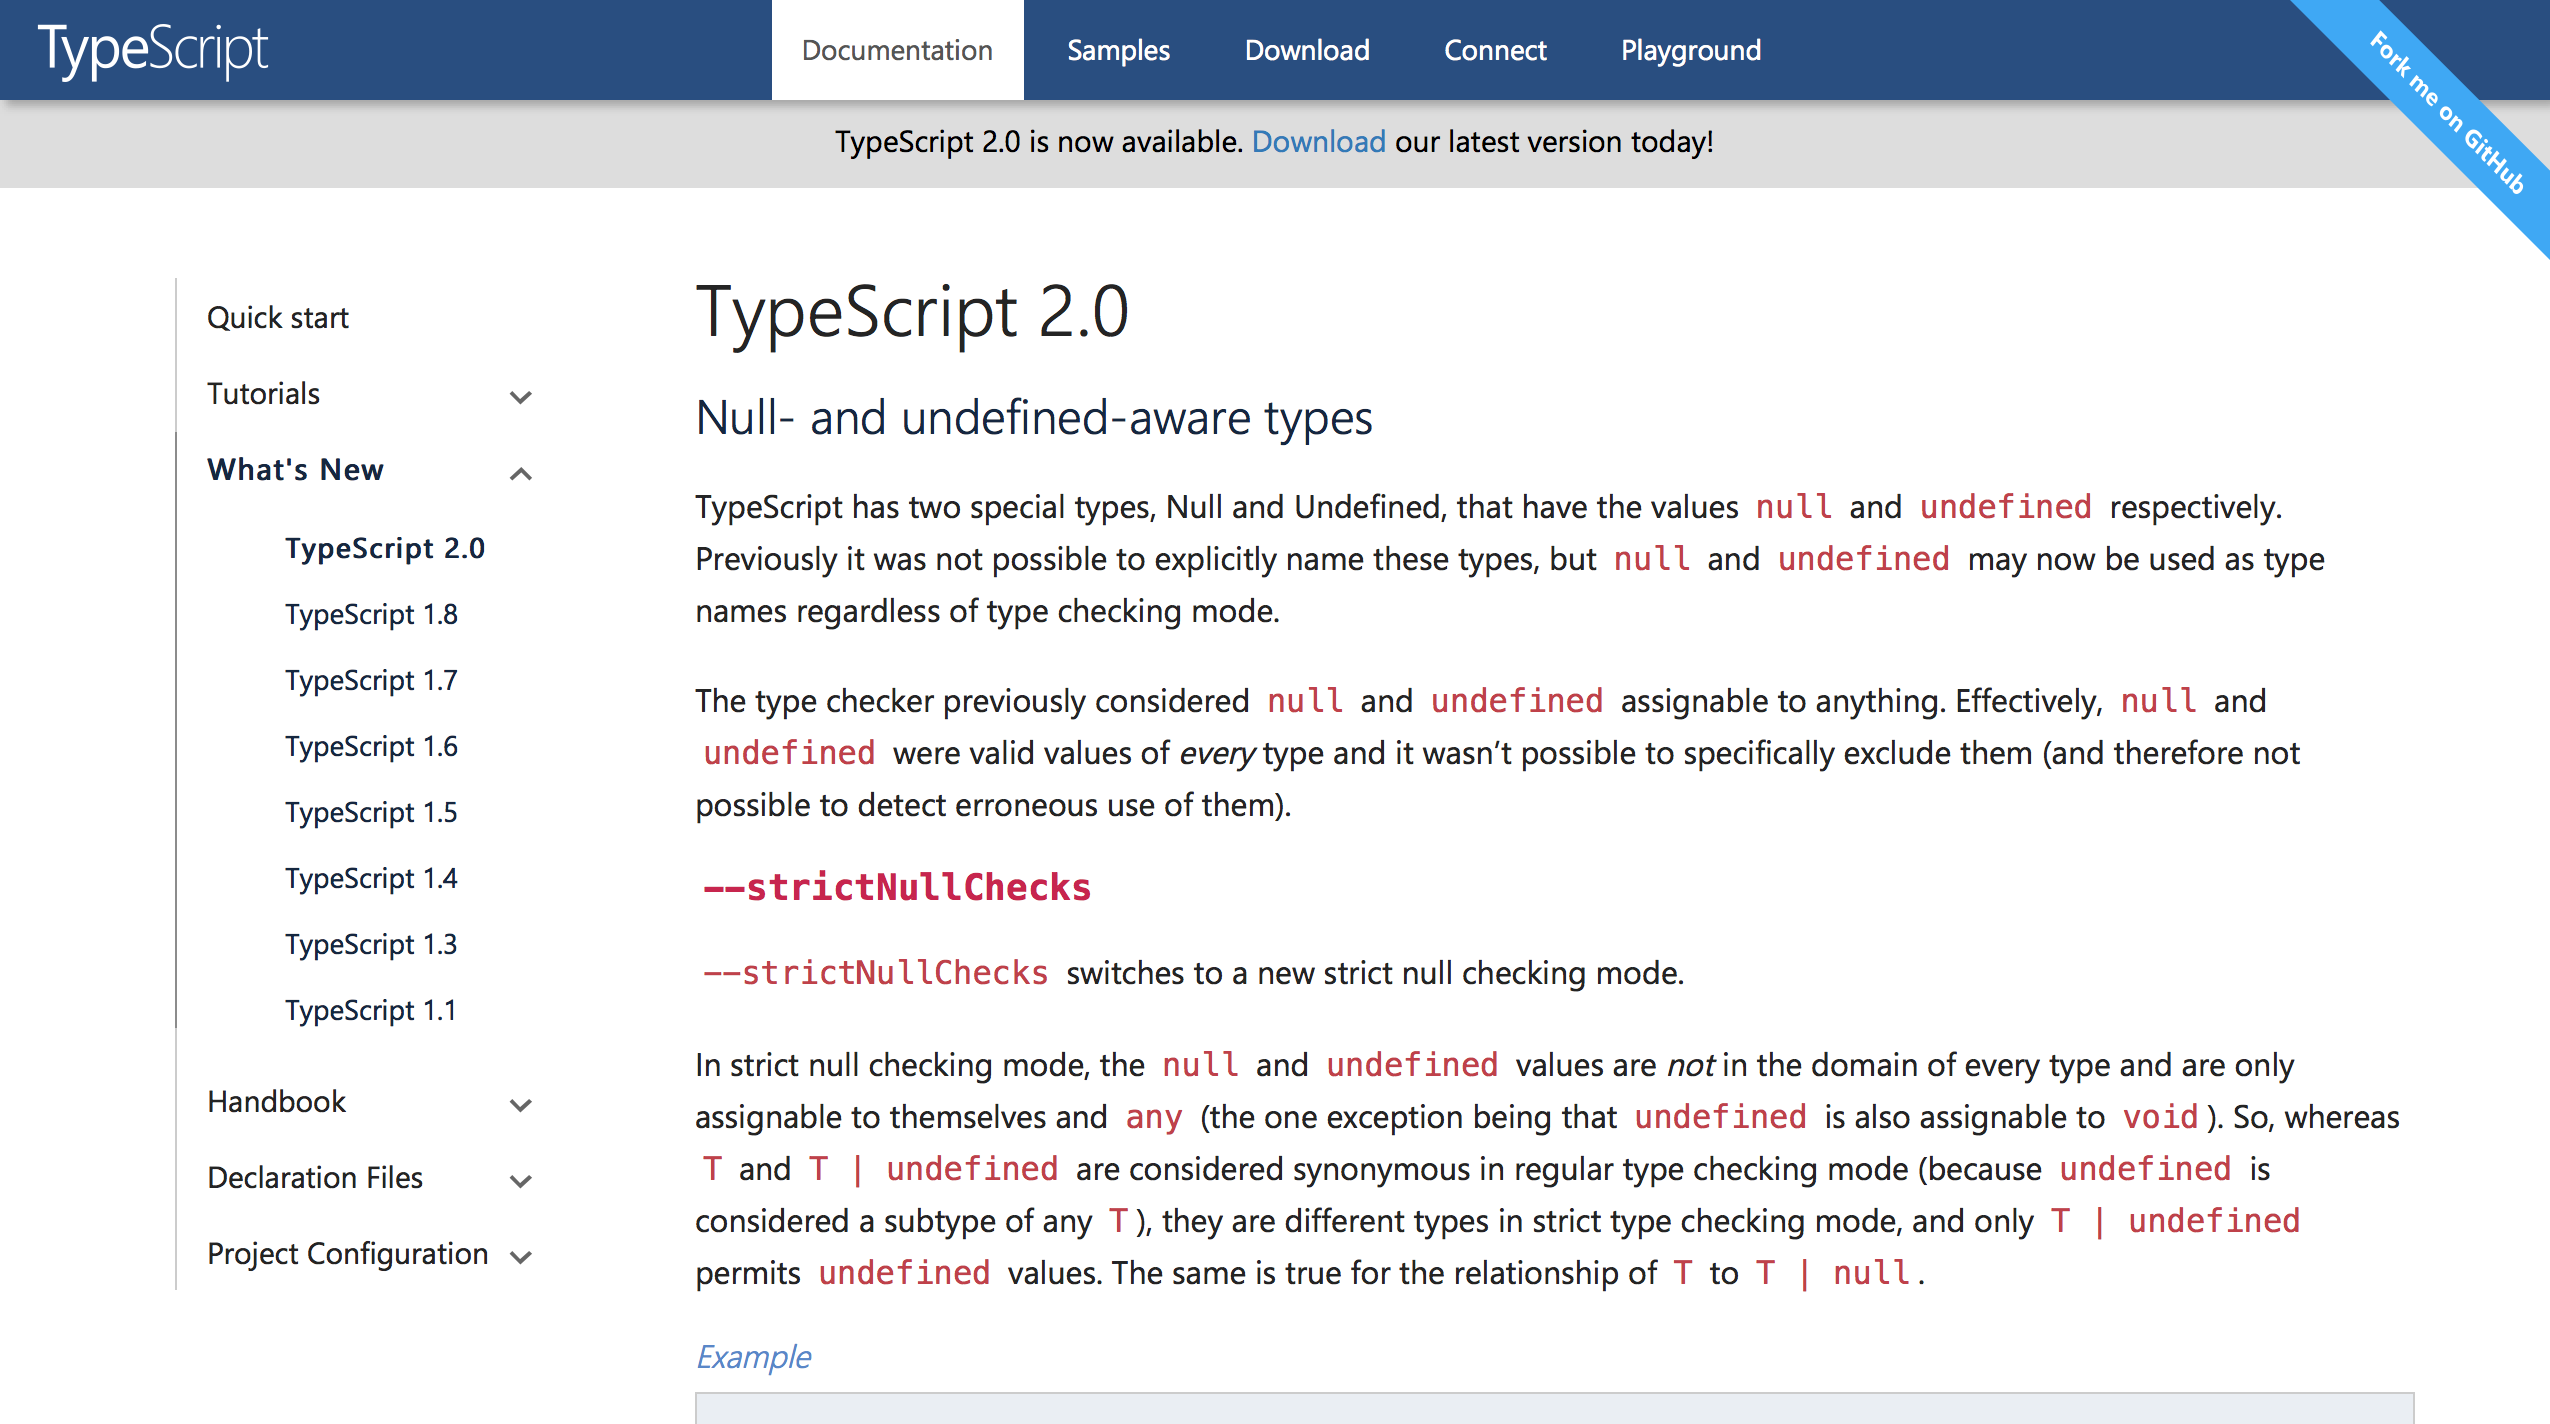 TypeScript
Documentation
Samples
Download
Connect
Playground
Fork me on GitHub
TypeScript 2.0 is now available. Download our latest version today!
Quick start
Tutorials
What's New
TypeScript 2.0
TypeScript 1.8
TypeScript 1.7
TypeScript 1.6
TypeScript 1.5
TypeScript 1.4
TypeScript 1.3
TypeScript 1.1
Handbook
Declaration Files
Project Configuration
TypeScript 2.0
Null- and undefined-aware types
TypeScript has two special types, Null and Undefined, that have the values null and undefined respectively.
Previously it was not possible to explicitly name these types, but null and undefined may now be used as type
names regardless of type checking mode.
The type checker previously considered null and undefined assignable to anything. Effectively, null and
undefined were valid values of every type and it wasn’t possible to specifically exclude them (and therefore not
possible to detect erroneous use of them).
--strictNullChecks
--strictNullChecks switches to a new strict null checking mode.
In strict null checking mode, the null and undefined values are not in the domain of every type and are only
assignable to themselves and any (the one exception being that undefined is also assignable to void). So, whereas
T and T | undefined are considered synonymous in regular type checking mode (because undefined is
considered a subtype of any T), they are different types in strict type checking mode, and only T | undefined
permits undefined values. The same is true for the relationship of T to T | null.
Example